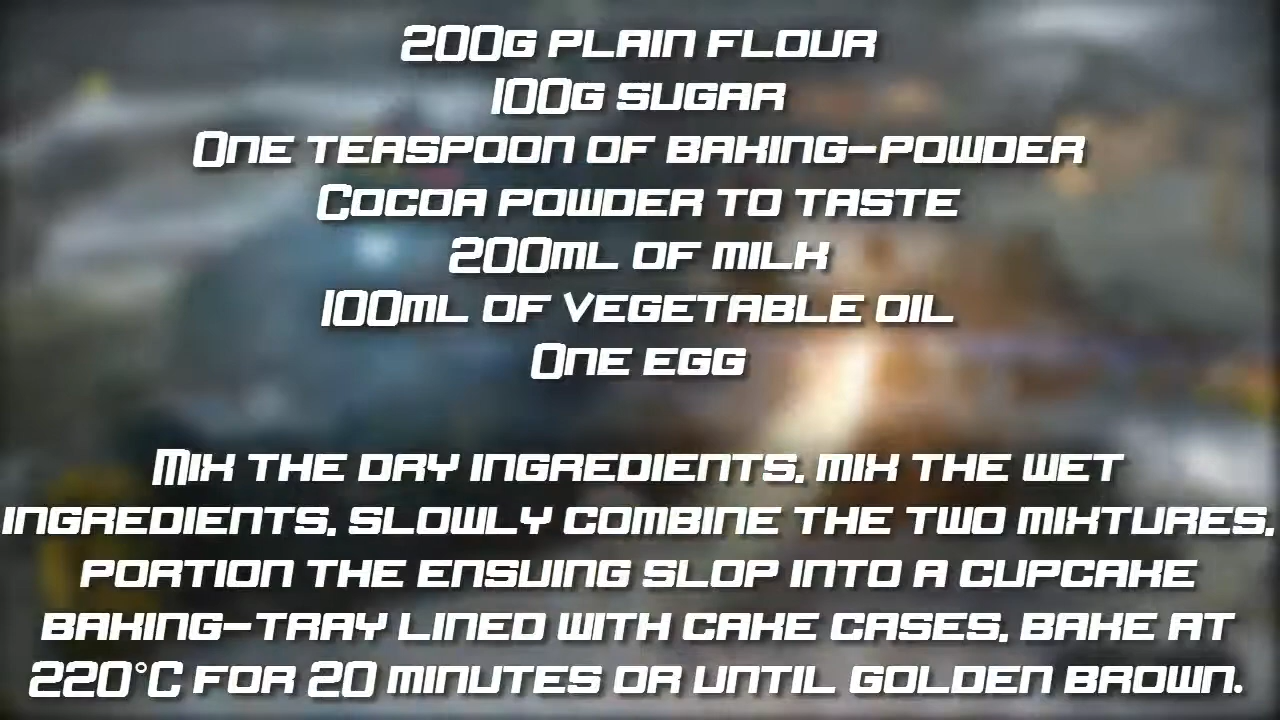 200g plain flour
100g sugar
One teaspoon of baking-powder
Cocoa powder to taste
200ml of milk
100ml of vegetable oil
One egg
Mix the dry ingredients, mix the wet
ingredients, slowly combine the two mixtures,
portion the ensuing slop into a cupcake
baking-tray lined with cake cases, bake at
220°C for 20 minutes or until golden brown.